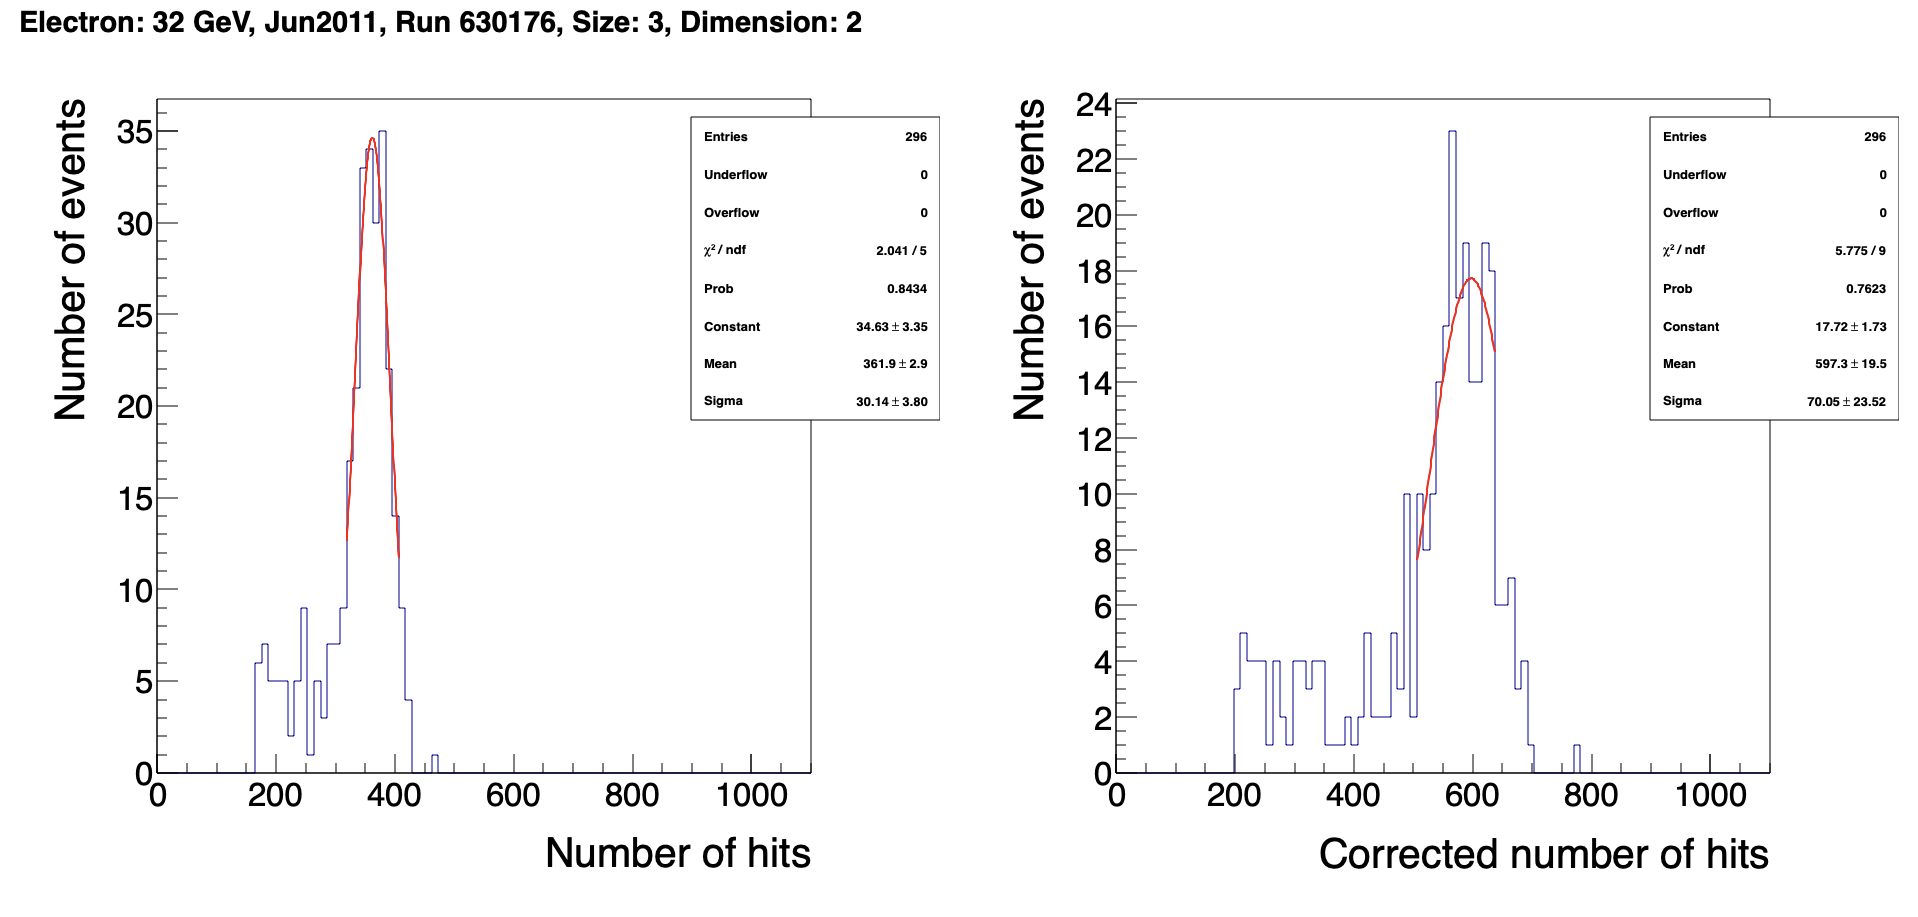 Electron: 32 GeV, Jun2011, Run 630176, Size: 3, Dimension: 2
Number of events
35
30
25
20
15
10
5
0
0 200 400 600 800 1000
Number of hits
Entries 296
Underflow 0
Overflow 0
χ² / ndf 2.041 / 5
Prob 0.8434
Constant 34.63 ± 3.35
Mean 361.9 ± 2.9
Sigma 30.14 ± 3.80
Number of events
24
22
20
18
16
14
12
10
8
6
4
2
0
0 200 400 600 800 1000
Corrected number of hits
Entries 296
Underflow 0
Overflow 0
χ² / ndf 5.775 / 9
Prob 0.7623
Constant 17.72 ± 1.73
Mean 597.3 ± 19.5
Sigma 70.05 ± 23.52